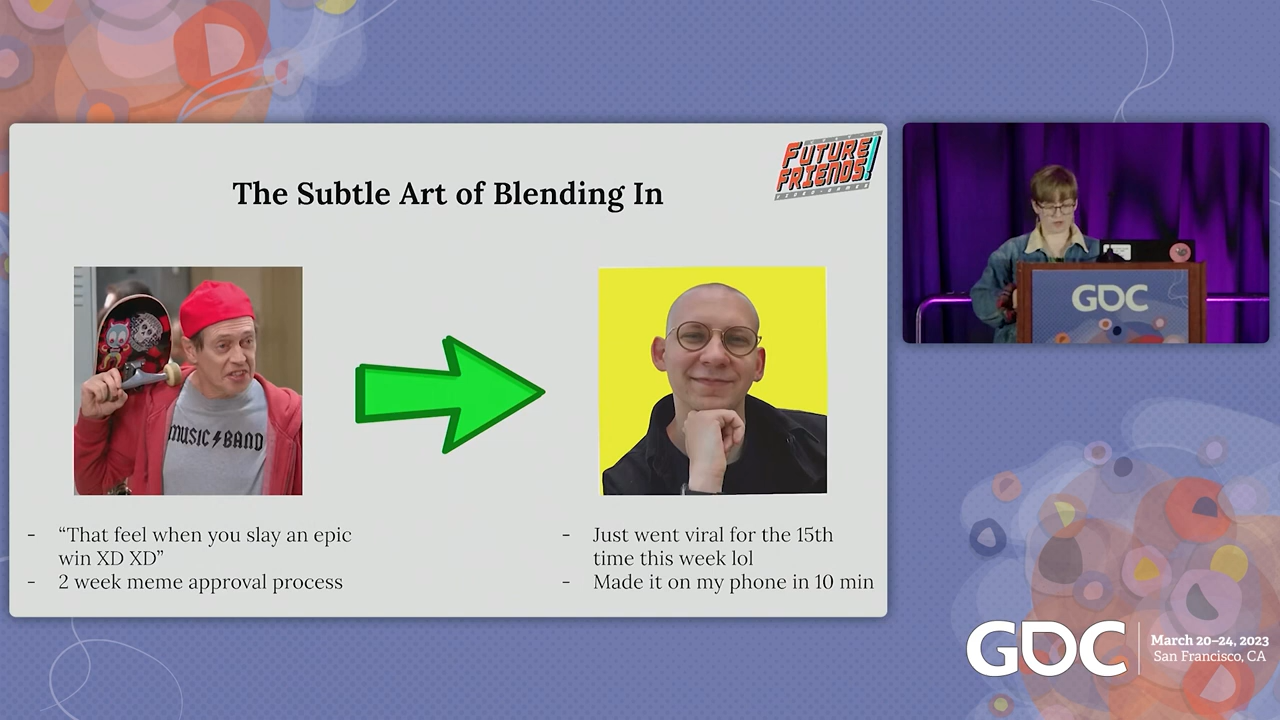 The Subtle Art of Blending In
FUTURE
FRIENDS!
MUSIC BAND
- “That feel when you slay an epic
win XD XD”
- 2 week meme approval process
- Just went viral for the 15th
time this week lol
- Made it on my phone in 10 min
GDC
GDC
March 20–24, 2023
San Francisco, CA